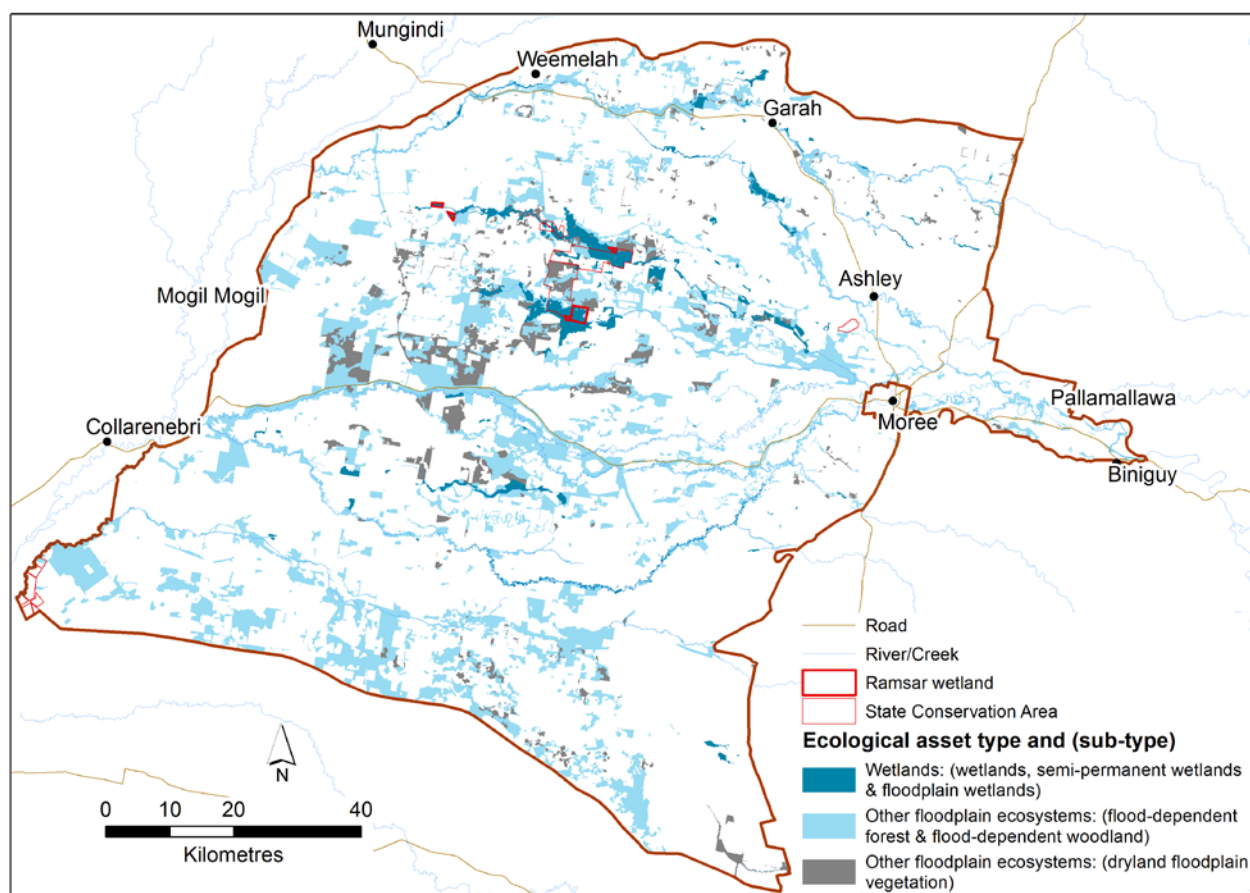 Mungindi
Weemelah
Garah
Ashley
Mogil Mogil
Pallamallawa
Moree
Collarenebri
Biniguy
Road
River/Creek
Ramsar wetland
State Conservation Area
Ecological asset type and (sub-type)
Wetlands: (wetlands, semi-permanent wetlands
& floodplain wetlands)
Other floodplain ecosystems: (flood-dependent
forest & flood-dependent woodland)
Other floodplain ecosystems: (dryland floodplain
vegetation)
N
0 10 20 40
Kilometres